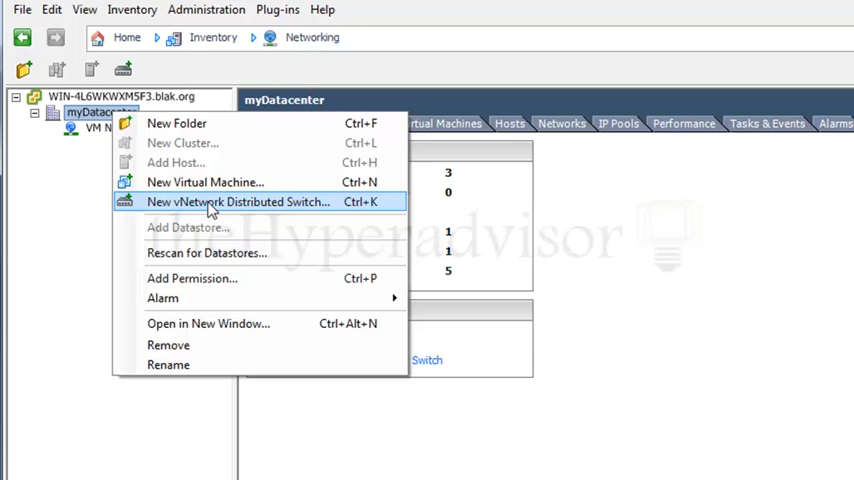 File Edit View Inventory Administration Plug-ins Help
Home Inventory Networking
WIN-4L6WKWXM5F3.blak.org
myDatacenter
VM N
myDatacenter
Virtual Machines Hosts Networks IP Pools Performance Tasks & Events Alarms
New Folder Ctrl+F
New Cluster... Ctrl+L
Add Host... Ctrl+H
New Virtual Machine... Ctrl+N
New vNetwork Distributed Switch... Ctrl+K
Add Datastore...
Rescan for Datastores...
Add Permission... Ctrl+P
Alarm
Open in New Window... Ctrl+Alt+N
Remove
Rename
3
0
1
1
5
Switch
theHyperadvisor